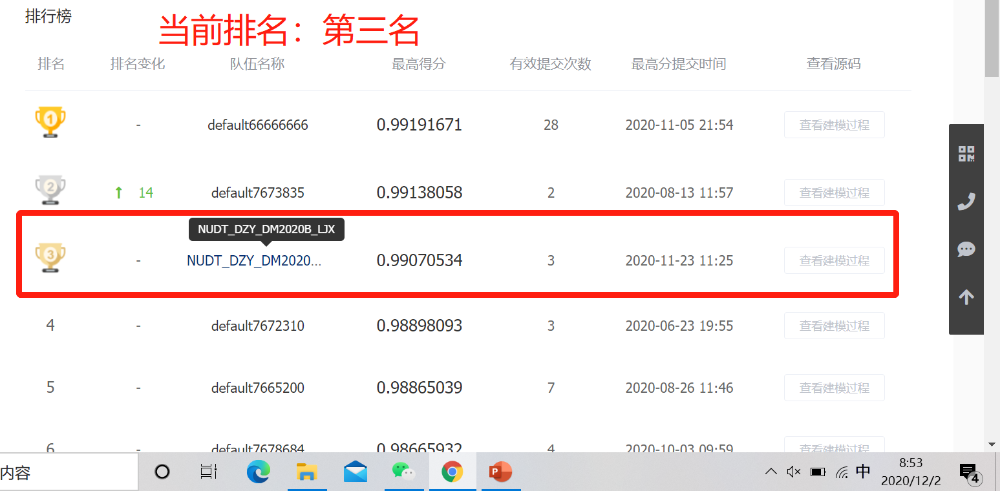 排行榜
当前排名：第三名
排名 排名变化 队伍名称 最高得分 有效提交次数 最高分提交时间 查看源码
1 - default66666666 0.99191671 28 2020-11-05 21:54 查看建模过程
2 ↑ 14 default7673835 0.99138058 2 2020-08-13 11:57 查看建模过程
NUDT_DZY_DM2020B_LJX
3 - NUDT_DZY_DM2020... 0.99070534 3 2020-11-23 11:25 查看建模过程
4 - default7672310 0.98898093 3 2020-06-23 19:55 查看建模过程
5 - default7665200 0.98865039 7 2020-08-26 11:46 查看建模过程
6 - default7678684 0.98665932 4 2020-10-03 09:59 查看建模过程
内容
P
中
8:53
2020/12/2
4